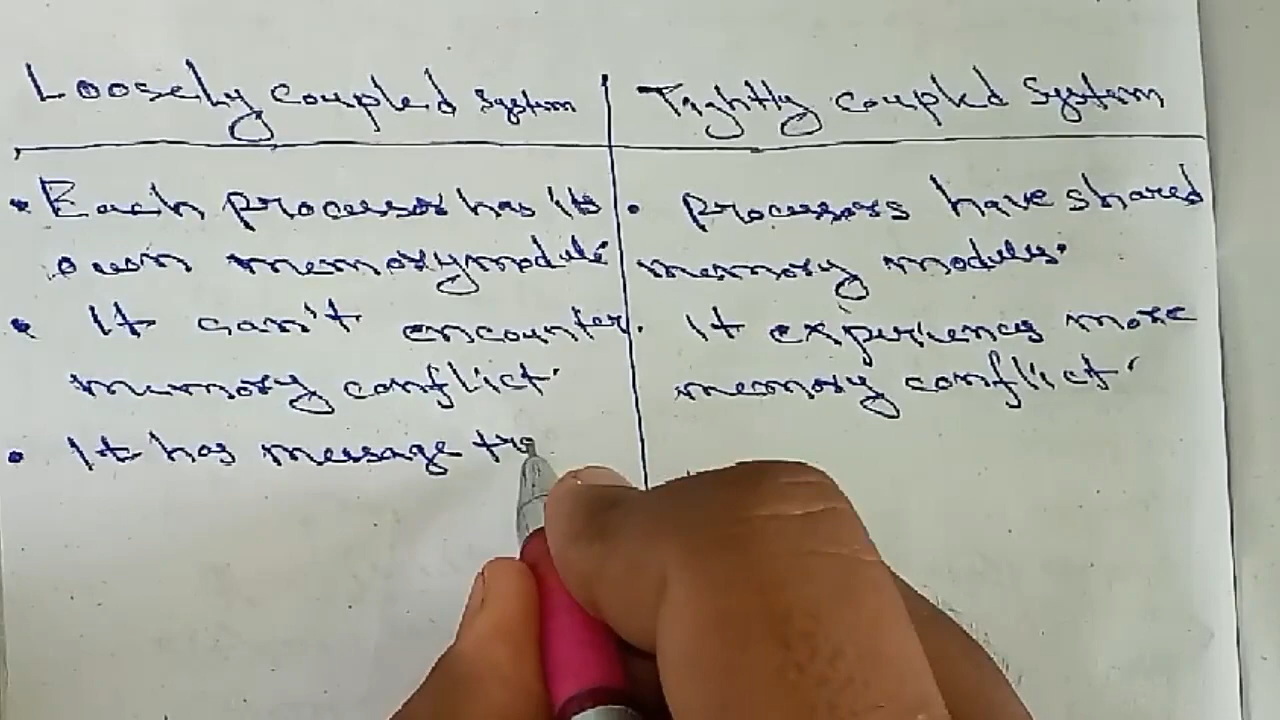 Loosely coupled system
• Each processor has its
own memory module
• It can't encounter
memory conflict.
• It has message tra
Tightly coupled system
• Processors have shared
memory modules.
• It experiences more
memory conflict.